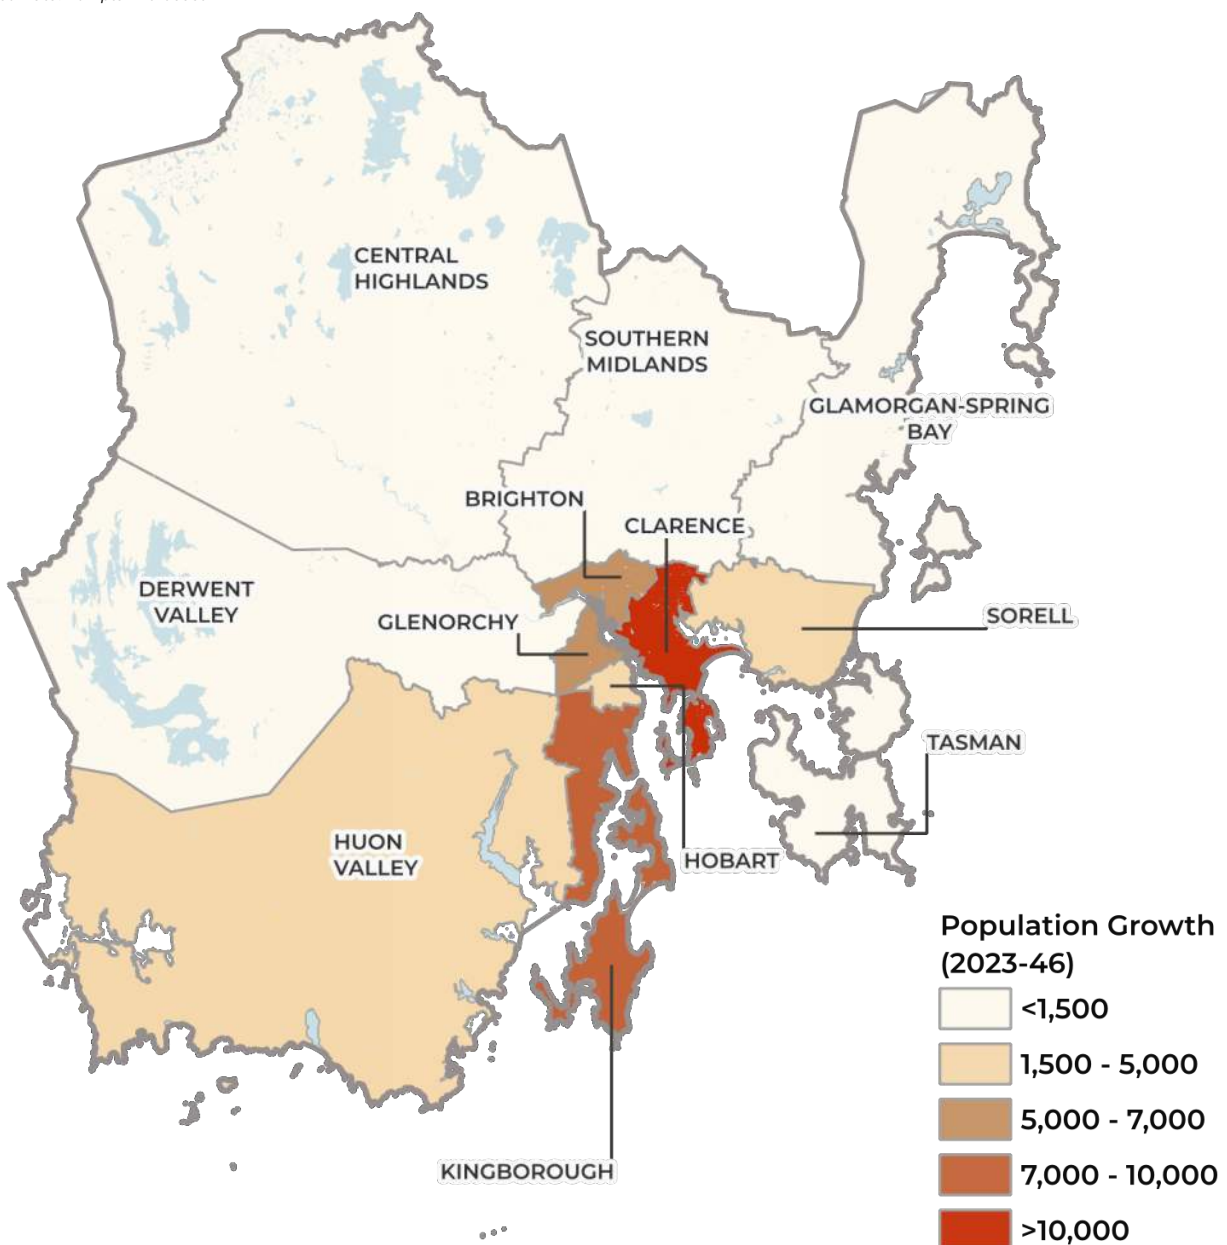 CENTRAL
HIGHLANDS
SOUTHERN
MIDLANDS
GLAMORGAN-SPRING
BAY
BRIGHTON
CLARENCE
DERWENT
VALLEY
GLENORCHY
SORELL
TASMAN
HUON
VALLEY
HOBART
KINGBOROUGH
Population Growth
(2023-46)
<1,500
1,500 - 5,000
5,000 - 7,000
7,000 - 10,000
>10,000